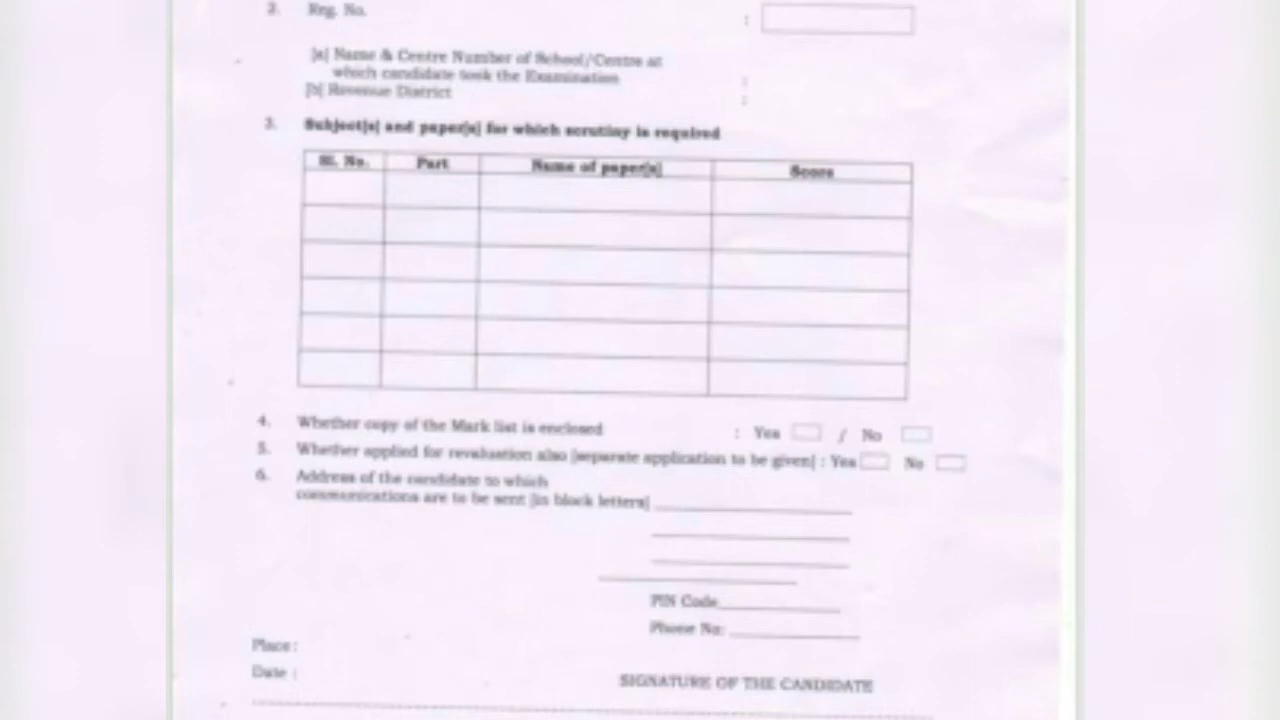 2. Reg. No. :
[a] Name & Centre Number of School/Centre at
which candidate took the Examination :
[b] Revenue District :
3. Subject[s] and paper[s] for which scrutiny is required
Sl. No. Part Name of paper[s] Score
4. Whether copy of the Mark list is enclosed : Yes / No
5. Whether applied for revaluation also [separate application to be given] : Yes No
6. Address of the candidate to which
communications are to be sent [in block letters]
PIN Code
Phone No:
Place :
Date :
SIGNATURE OF THE CANDIDATE